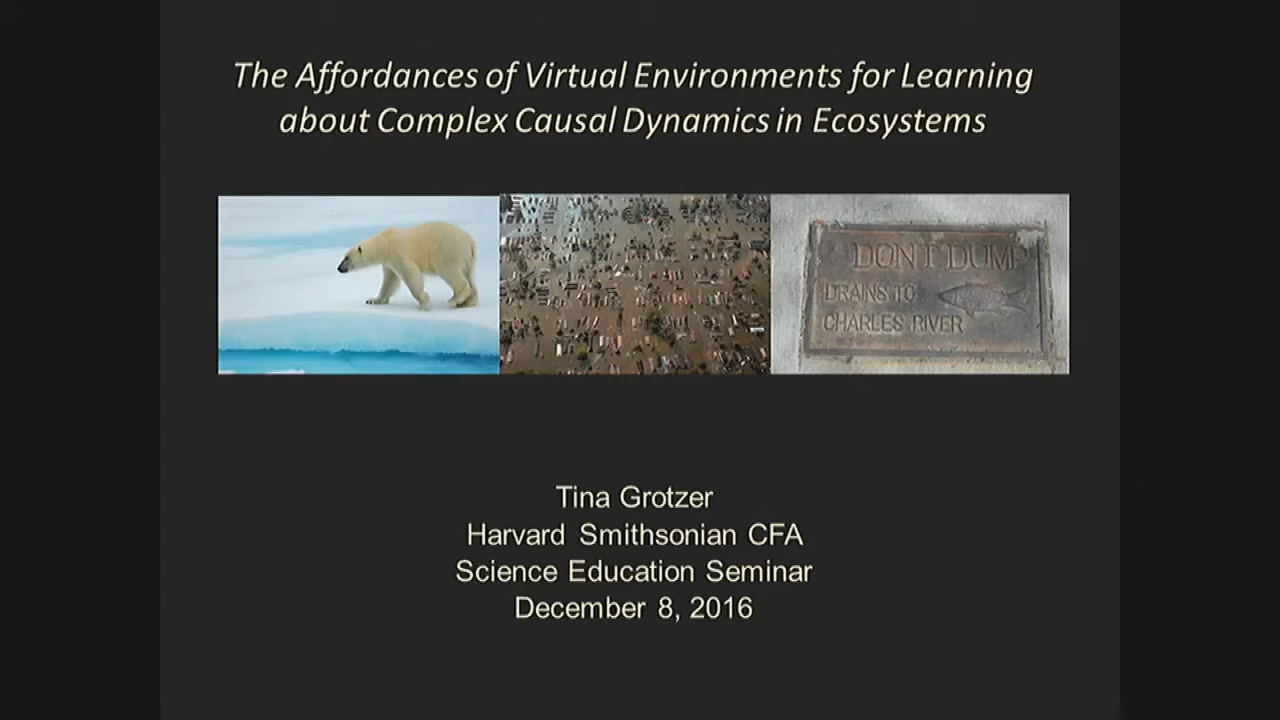 The Affordances of Virtual Environments for Learning
about Complex Causal Dynamics in Ecosystems
DON'T DUMP
DRAINS TO
CHARLES RIVER
Tina Grotzer
Harvard Smithsonian CFA
Science Education Seminar
December 8, 2016